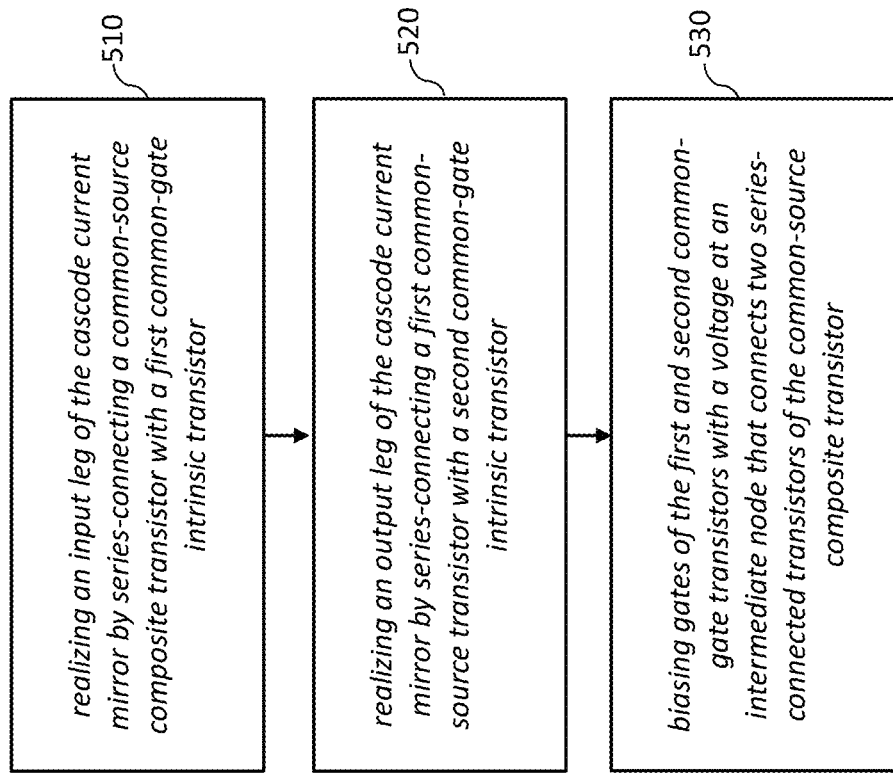 510
realizing an input leg of the cascode current
mirror by series-connecting a common-source
composite transistor with a first common-gate
intrinsic transistor
520
realizing an output leg of the cascode current
mirror by series-connecting a first common-
source transistor with a second common-gate
intrinsic transistor
530
biasing gates of the first and second common-
gate transistors with a voltage at an
intermediate node that connects two series-
connected transistors of the common-source
composite transistor